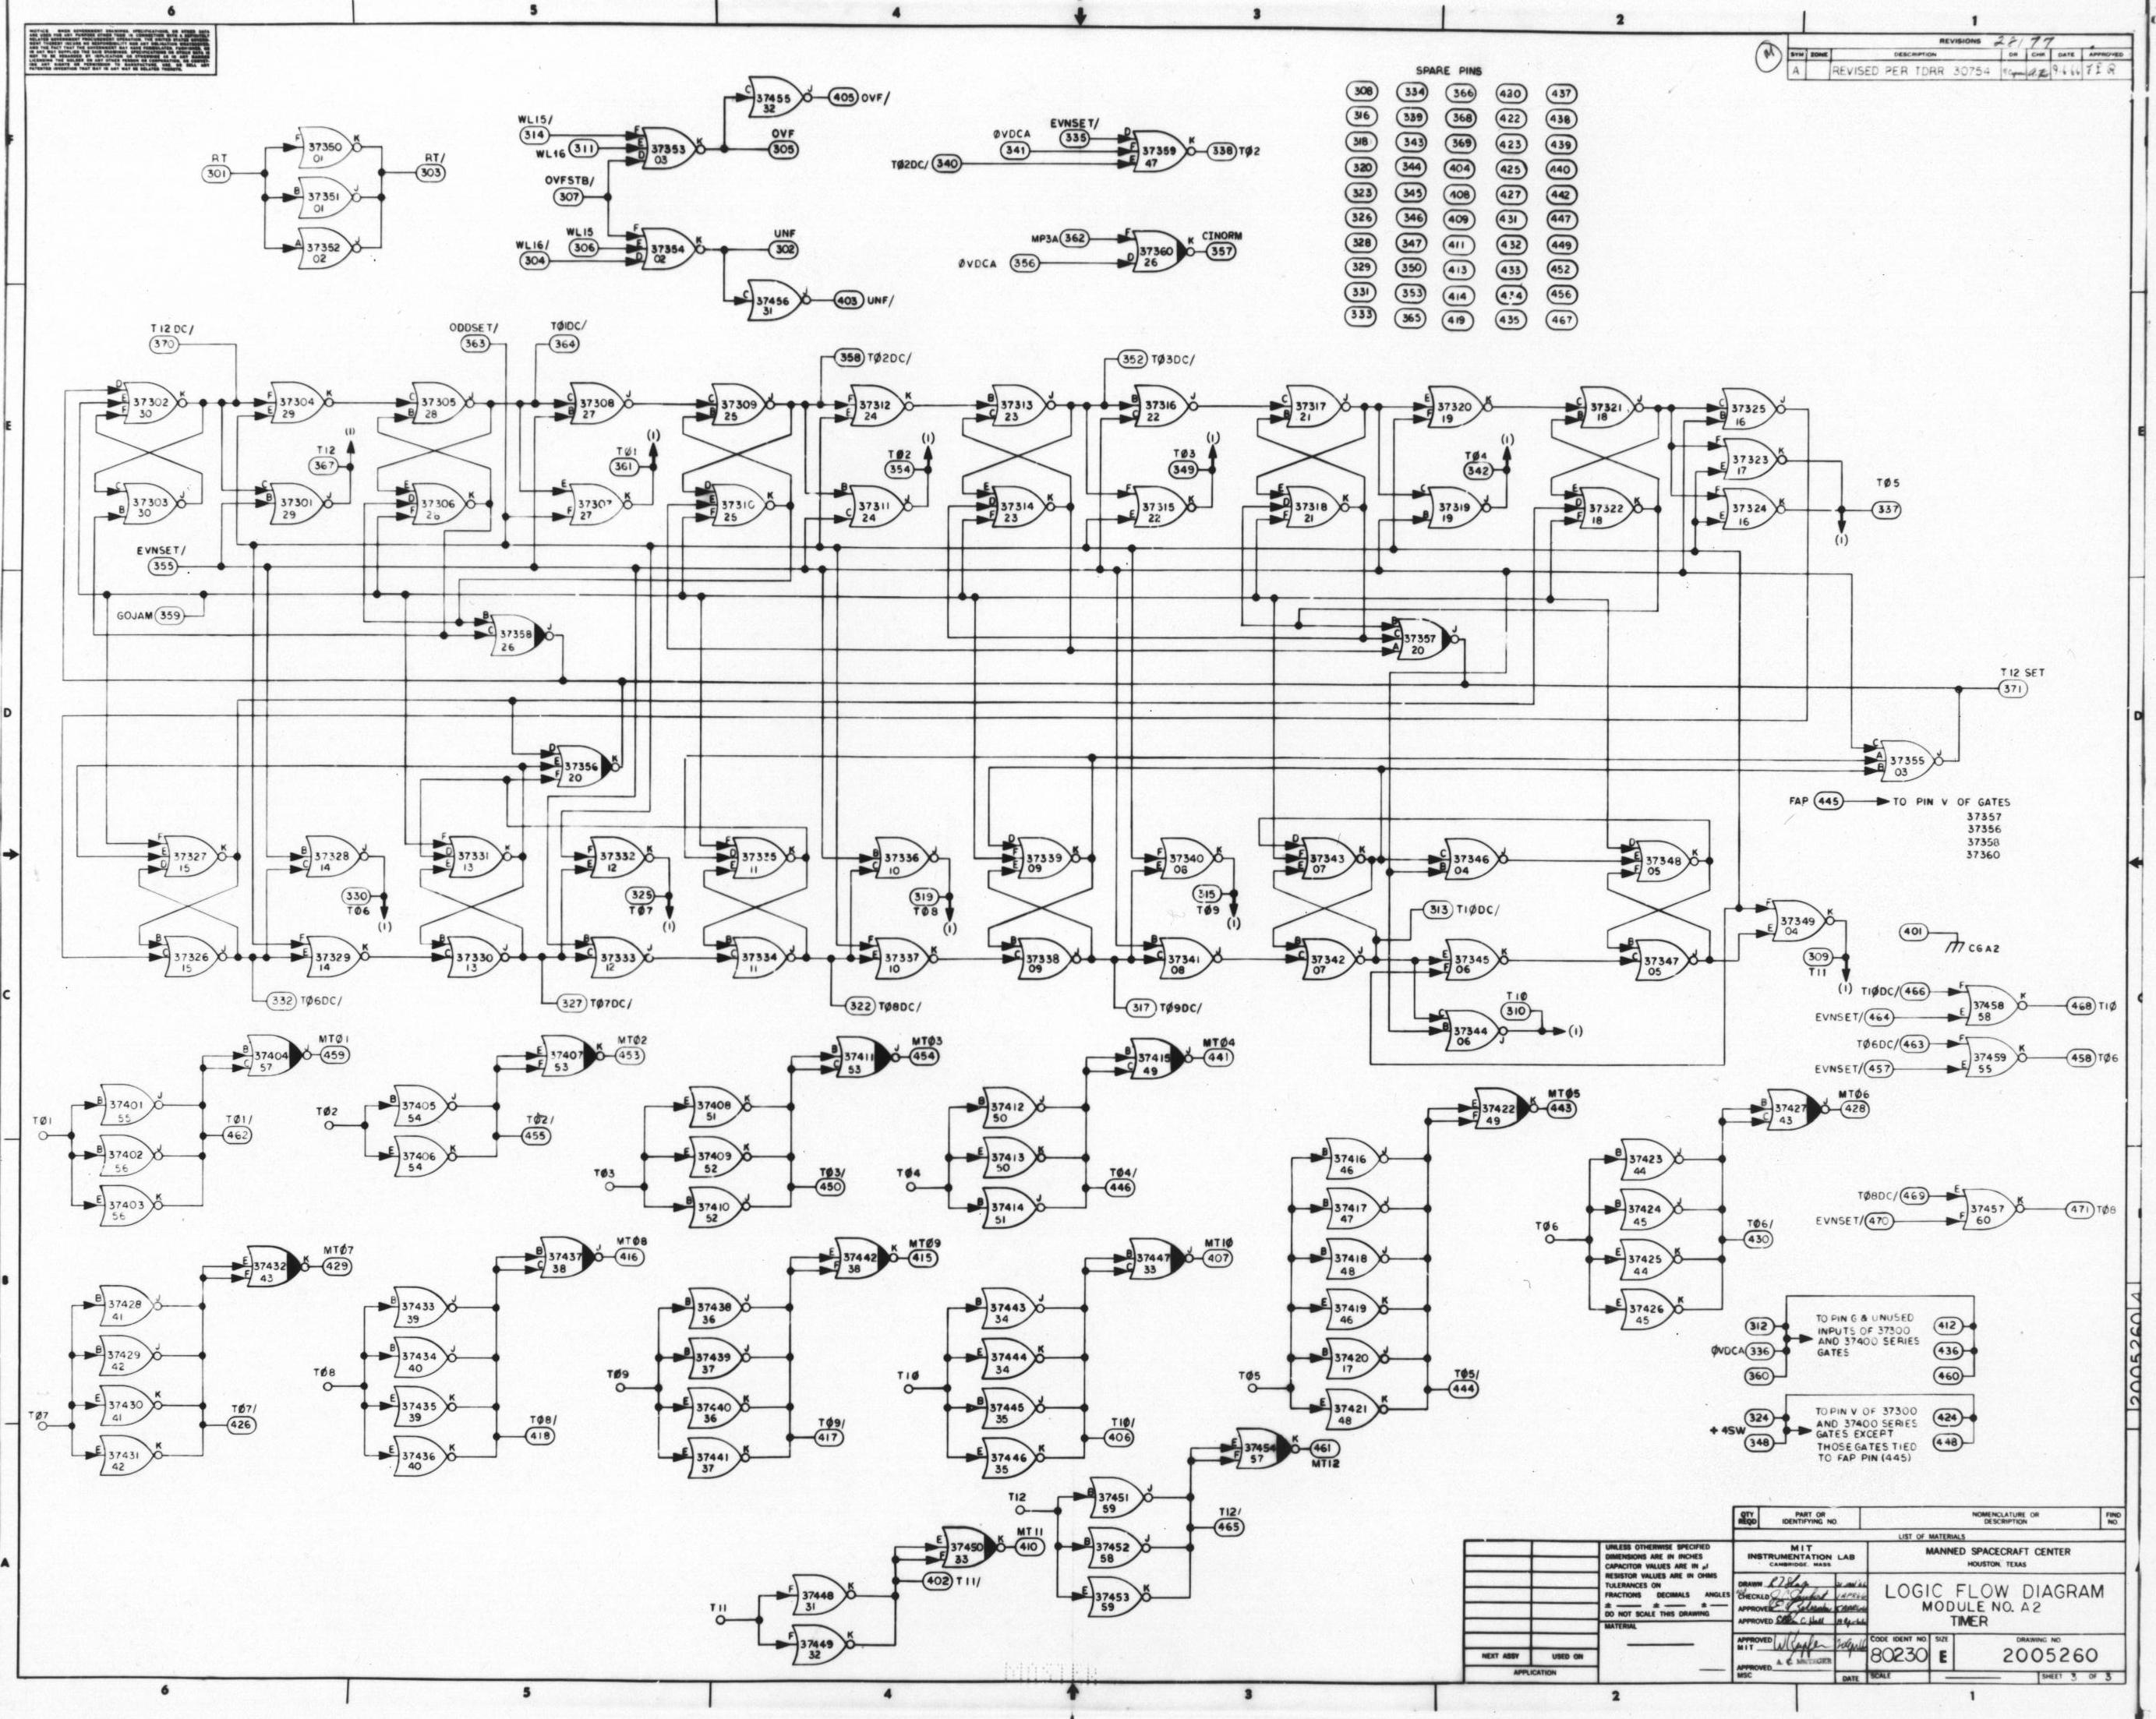 6 5 4 3 2 1
REVISIONS 28177
SYM ZONE DESCRIPTION DR CHK DATE APPROVED
A REVISED PER TDRR 30754 9-6-66
SPARE PINS
308 334 366 420 437
316 339 368 422 438
318 343 369 423 439
320 344 404 425 440
323 345 408 427 442
326 346 409 431 447
328 347 411 432 449
329 350 413 433 452
331 353 414 434 456
333 365 419 435 467
RT 301
F 37350 01 K
B 37351 01 J
A 37352 02 J
RT/ 303
WL15/ 314
WL16 311
OVFSTB/ 307
WL15 306
WL16/ 304
37353 03
37354 02
37455 32
405 OVF/
OVF 305
UNF 302
37456 31
403 UNF/
EVNSET/ 335
ØVDCA 341
TØ2DC/ 340
37359 47
338 TØ2
MP3A 362
ØVDCA 356
37360 26
CINORM 357
T12DC/ 370
ODDSET/ 363
TØ1DC/ 364
358 TØ2DC/
352 TØ3DC/
37302 30
37304 29
37305 28
37308 27
37309 25
37312 24
37313 23
37316 22
37317 21
37320 19
37321 18
37325 16
T12 367 (1)
TØ1 361 (1)
TØ2 354 (1)
TØ3 349 (1)
TØ4 342 (1)
37323 17
TØ5 337 (1)
37303 30
37301 29
37306 28
37307 27
37310 25
37311 24
37314 23
37315 22
37318 21
37319 19
37322 18
37324 16
EVNSET/ 355
GOJAM 359
37358 26
37357 20
T12 SET 371
37356 20
37355 03
FAP 445 TO PIN V OF GATES
37357
37356
37358
37360
37327 15
37328 14
37331 13
37332 12
37335 11
37336 10
37339 09
37340 08
37343 07
37346 04
37348 05
330 TØ6 (1)
325 TØ7 (1)
319 TØ8 (1)
315 TØ9 (1)
313 T1ØDC/
37349 04
309 T11 (1)
401 CGA2
37326 15
37329 14
37330 13
37333 12
37334 11
37337 10
37338 09
37341 08
37342 07
37345 06
37347 05
332 TØ6DC/
327 TØ7DC/
322 TØ8DC/
317 TØ9DC/
T1Ø 310
37344 06 (1)
T1ØDC/ 466
EVNSET/ 464
37458 58
468 T1Ø
TØ6DC/ 463
EVNSET/ 457
37459 55
458 TØ6
TØ8DC/ 469
EVNSET/ 470
37457 60
471 TØ8
TØ1
37401 55
37402 56
37403 56
37404 57
MTØ1 459
TØ1/ 462
TØ2
37405 54
37406 54
37407 53
MTØ2 453
TØ2/ 455
TØ3
37408 51
37409 52
37410 52
37411 53
MTØ3 454
TØ3/ 450
TØ4
37412 50
37413 50
37414 51
37415 49
MTØ4 441
TØ4/ 446
TØ5
37416 46
37417 47
37418 48
37419 46
37420 17
37421 48
37422 49
MTØ5 443
TØ5/ 444
TØ6
37423 44
37424 45
37425 44
37426 45
37427 43
MTØ6 428
TØ6/ 430
TØ7
37428 41
37429 42
37430 41
37431 42
37432 43
MTØ7 429
TØ7/ 426
TØ8
37433 39
37434 40
37435 39
37436 40
37437 38
MTØ8 416
TØ8/ 418
TØ9
37438 36
37439 37
37440 36
37441 37
37442 38
MTØ9 415
TØ9/ 417
T1Ø
37443 34
37444 34
37445 35
37446 35
37447 33
MT1Ø 407
T1Ø/ 406
T11
37448 31
37449 32
37450 33
MT11 410
402 T11/
T12
37451 59
37452 58
37453 59
37454 57
461 MT12
T12/ 465
312
ØVDCA 336
360
TO PIN G & UNUSED
INPUTS OF 37300
AND 37400 SERIES
GATES
412
436
460
+4SW
324
348
TO PIN V OF 37300
AND 37400 SERIES
GATES EXCEPT
THOSE GATES TIED
TO FAP PIN (445)
424
448
2005260 A
QTY REQD PART OR IDENTIFYING NO. NOMENCLATURE OR DESCRIPTION FIND NO.
LIST OF MATERIALS
UNLESS OTHERWISE SPECIFIED
DIMENSIONS ARE IN INCHES
CAPACITOR VALUES ARE IN μf
RESISTOR VALUES ARE IN OHMS
TOLERANCES ON
FRACTIONS DECIMALS ANGLES
DO NOT SCALE THIS DRAWING
MATERIAL
MIT
INSTRUMENTATION LAB
CAMBRIDGE, MASS
DRAWN
CHECKED
APPROVED
APPROVED
APPROVED MIT
APPROVED MSC
DATE
MANNED SPACECRAFT CENTER
HOUSTON, TEXAS
LOGIC FLOW DIAGRAM
MODULE NO. A2
TIMER
CODE IDENT NO. 80230
SIZE E
DRAWING NO. 2005260
SCALE
SHEET 3 OF 3
NEXT ASSY USED ON
APPLICATION
MASTER
6 5 4 3 2 1